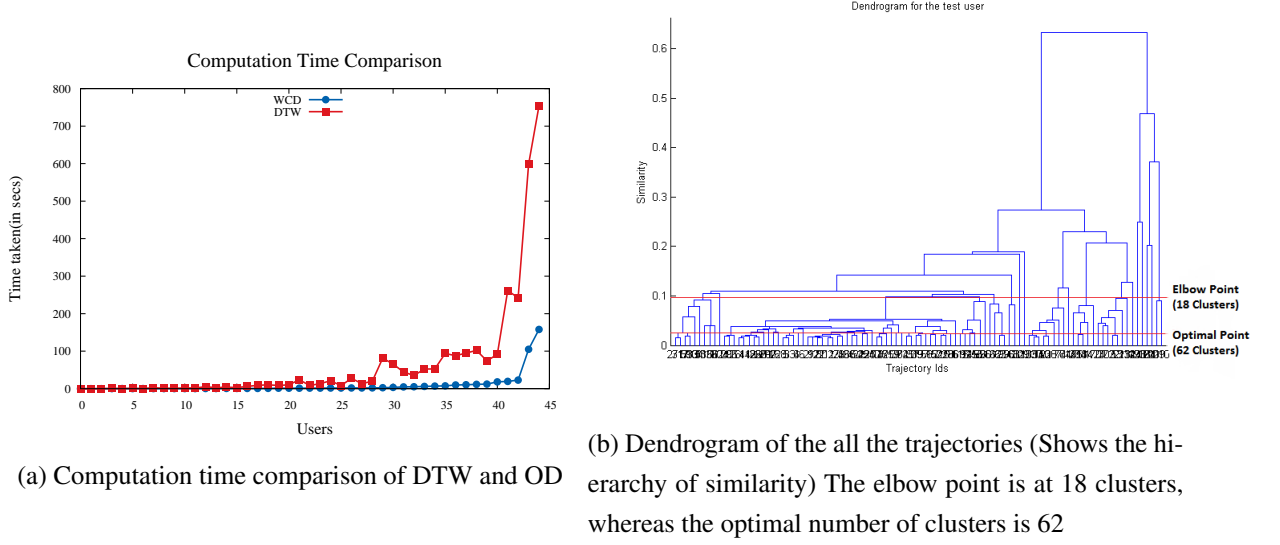 Computation Time Comparison
800
700
600
500
400
300
200
100
0
0 5 10 15 20 25 30 35 40 45
Time taken(in secs)
Users
WCD
DTW
(a) Computation time comparison of DTW and OD
Dendrogram for the test user
0.6
0.5
0.4
0.3
0.2
0.1
0
Similarity
Trajectory Ids
Elbow Point
(18 Clusters)
Optimal Point
(62 Clusters)
(b) Dendrogram of the all the trajectories (Shows the hi-
erarchy of similarity) The elbow point is at 18 clusters,
whereas the optimal number of clusters is 62